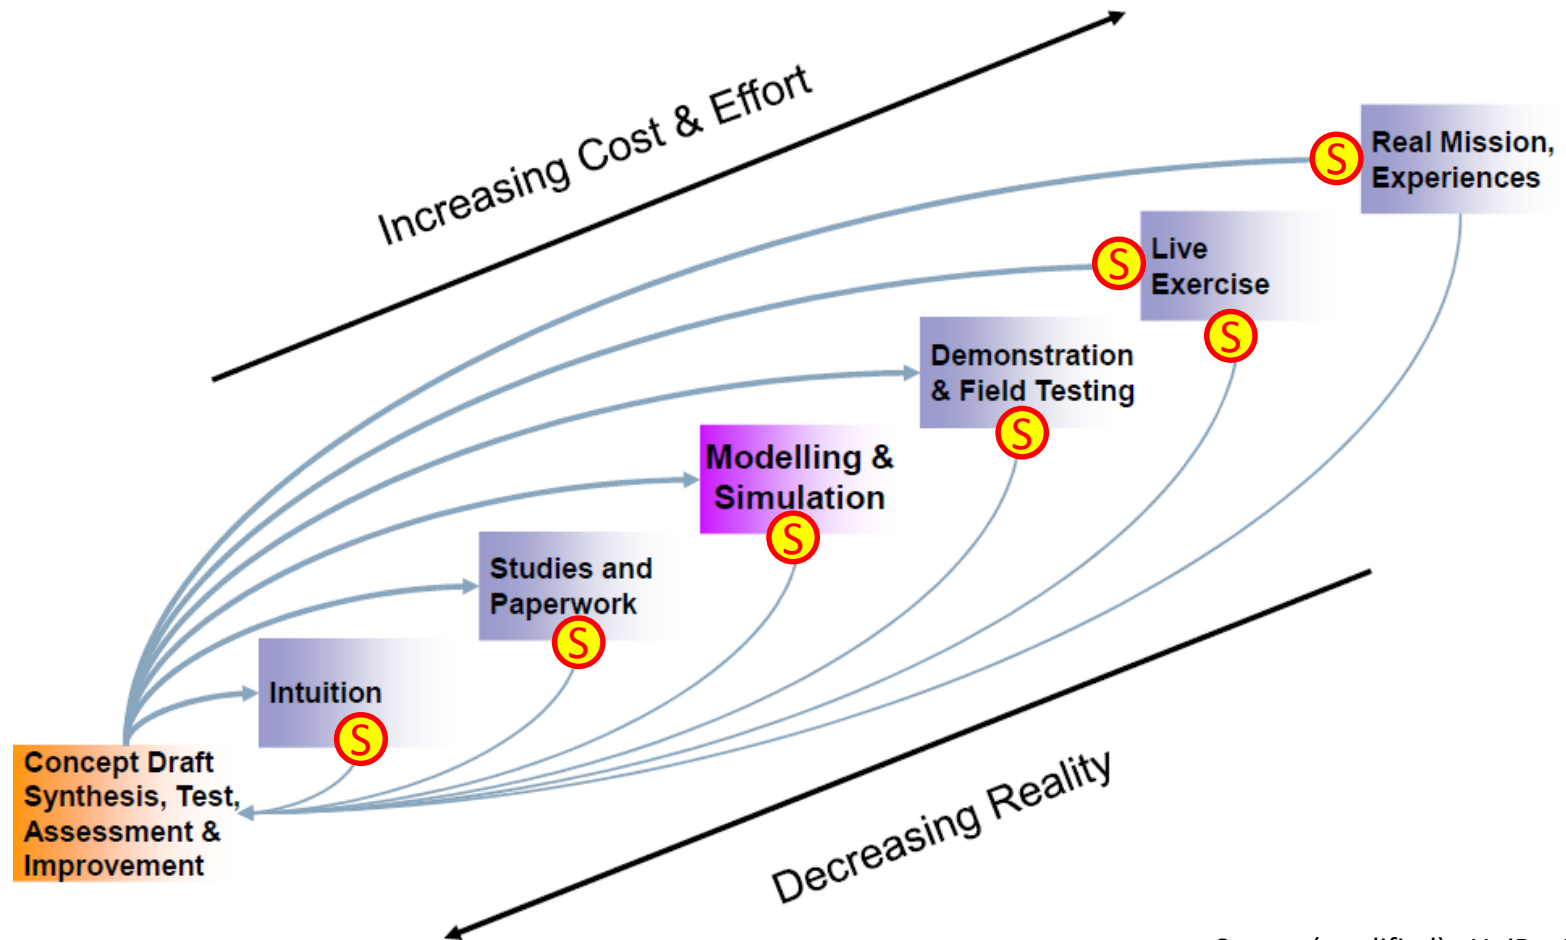 Increasing Cost & Effort
Real Mission,
Experiences
S
Live
Exercise
S
S
Demonstration
& Field Testing
S
Modelling &
Simulation
S
Studies and
Paperwork
S
Intuition
S
Concept Draft
Synthesis, Test,
Assessment &
Improvement
Decreasing Reality